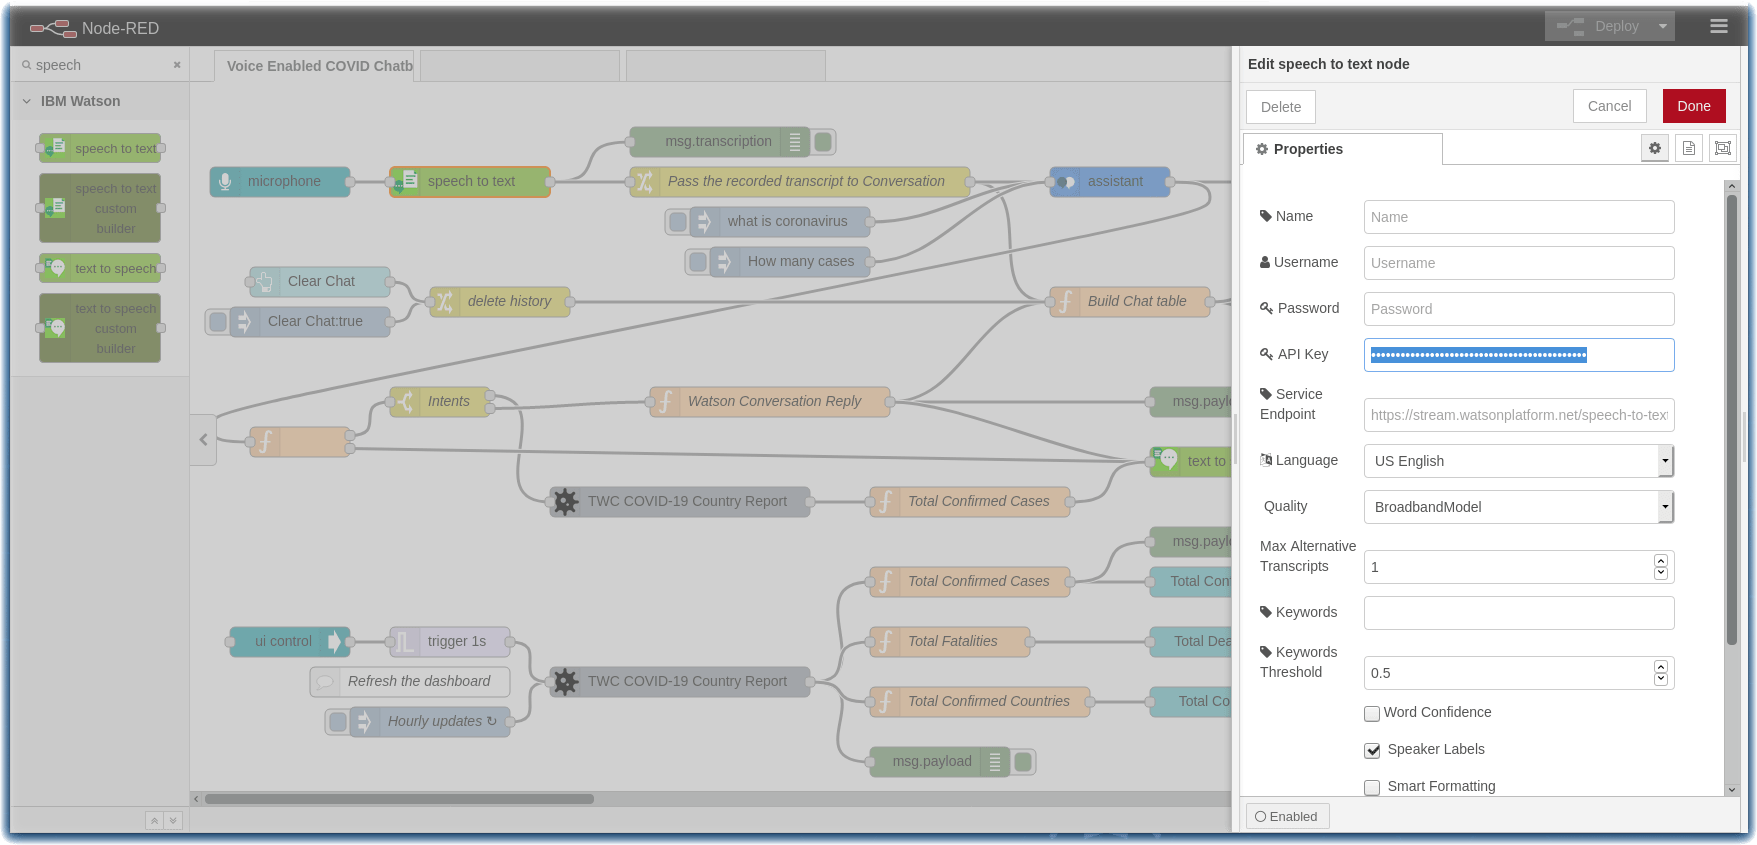 Node-RED
Deploy
speech
IBM Watson
speech to text
speech to text
custom
builder
text to speech
text to speech
custom
builder
Voice Enabled COVID Chatb
msg.transcription
microphone
speech to text
Pass the recorded transcript to Conversation
assistant
what is coronavirus
How many cases
Clear Chat
delete history
Build Chat table
Clear Chat:true
Intents
Watson Conversation Reply
msg.paylo
text to
TWC COVID-19 Country Report
Total Confirmed Cases
msg.paylo
Total Confirmed Cases
Total Con
ui control
trigger 1s
Total Fatalities
Total Dea
Refresh the dashboard
TWC COVID-19 Country Report
Total Confirmed Countries
Total Co
Hourly updates ↻
msg.payload
Edit speech to text node
Delete
Cancel
Done
Properties
Name
Name
Username
Username
Password
Password
API Key
••••••••••••••••••••••••••••••••••••••••••••
Service
Endpoint
https://stream.watsonplatform.net/speech-to-text
Language
US English
Quality
BroadbandModel
Max Alternative
Transcripts
1
Keywords
Keywords
Threshold
0.5
Word Confidence
Speaker Labels
Smart Formatting
Enabled